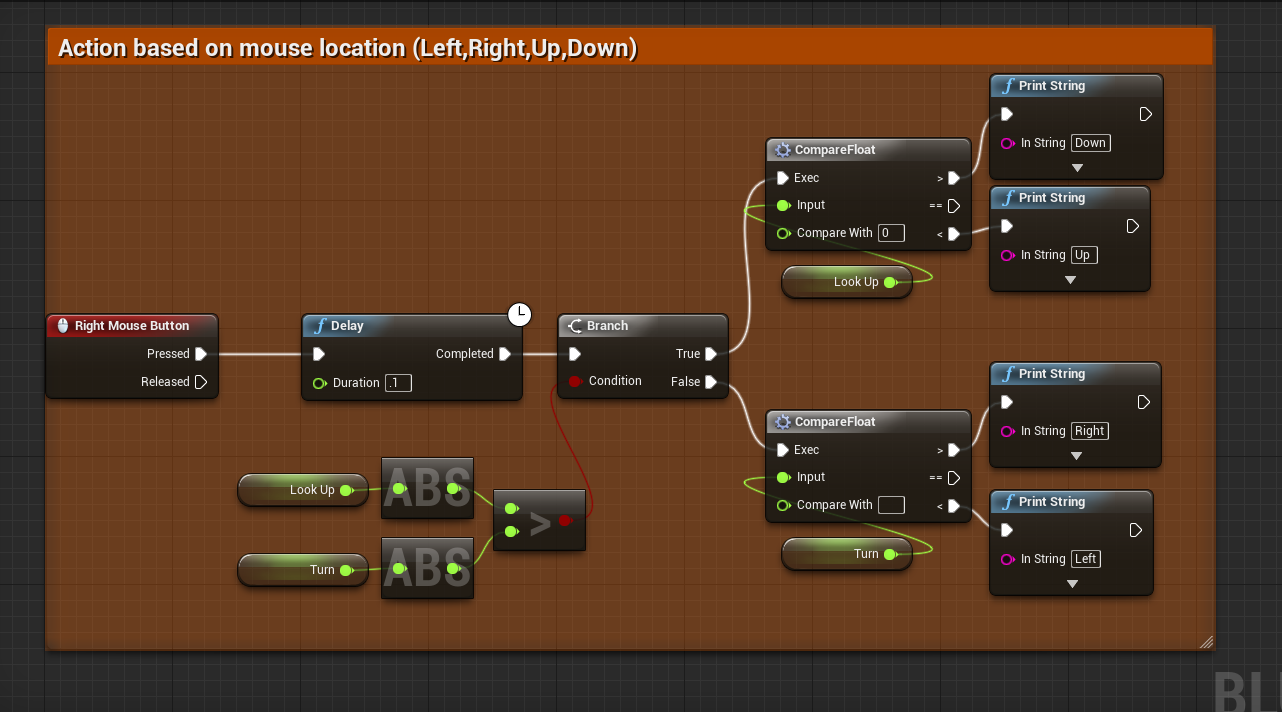 Action based on mouse location (Left,Right,Up,Down)
Print String
In String Down
CompareFloat
Exec >
Input ==
Compare With 0 <
Print String
In String Up
Look Up
Right Mouse Button
Pressed
Released
Delay
Completed
Duration .1
Branch
True
Condition False
Print String
In String Right
CompareFloat
Exec >
Input ==
Compare With <
Look Up
ABS
>
Turn
ABS
Turn
Print String
In String Left